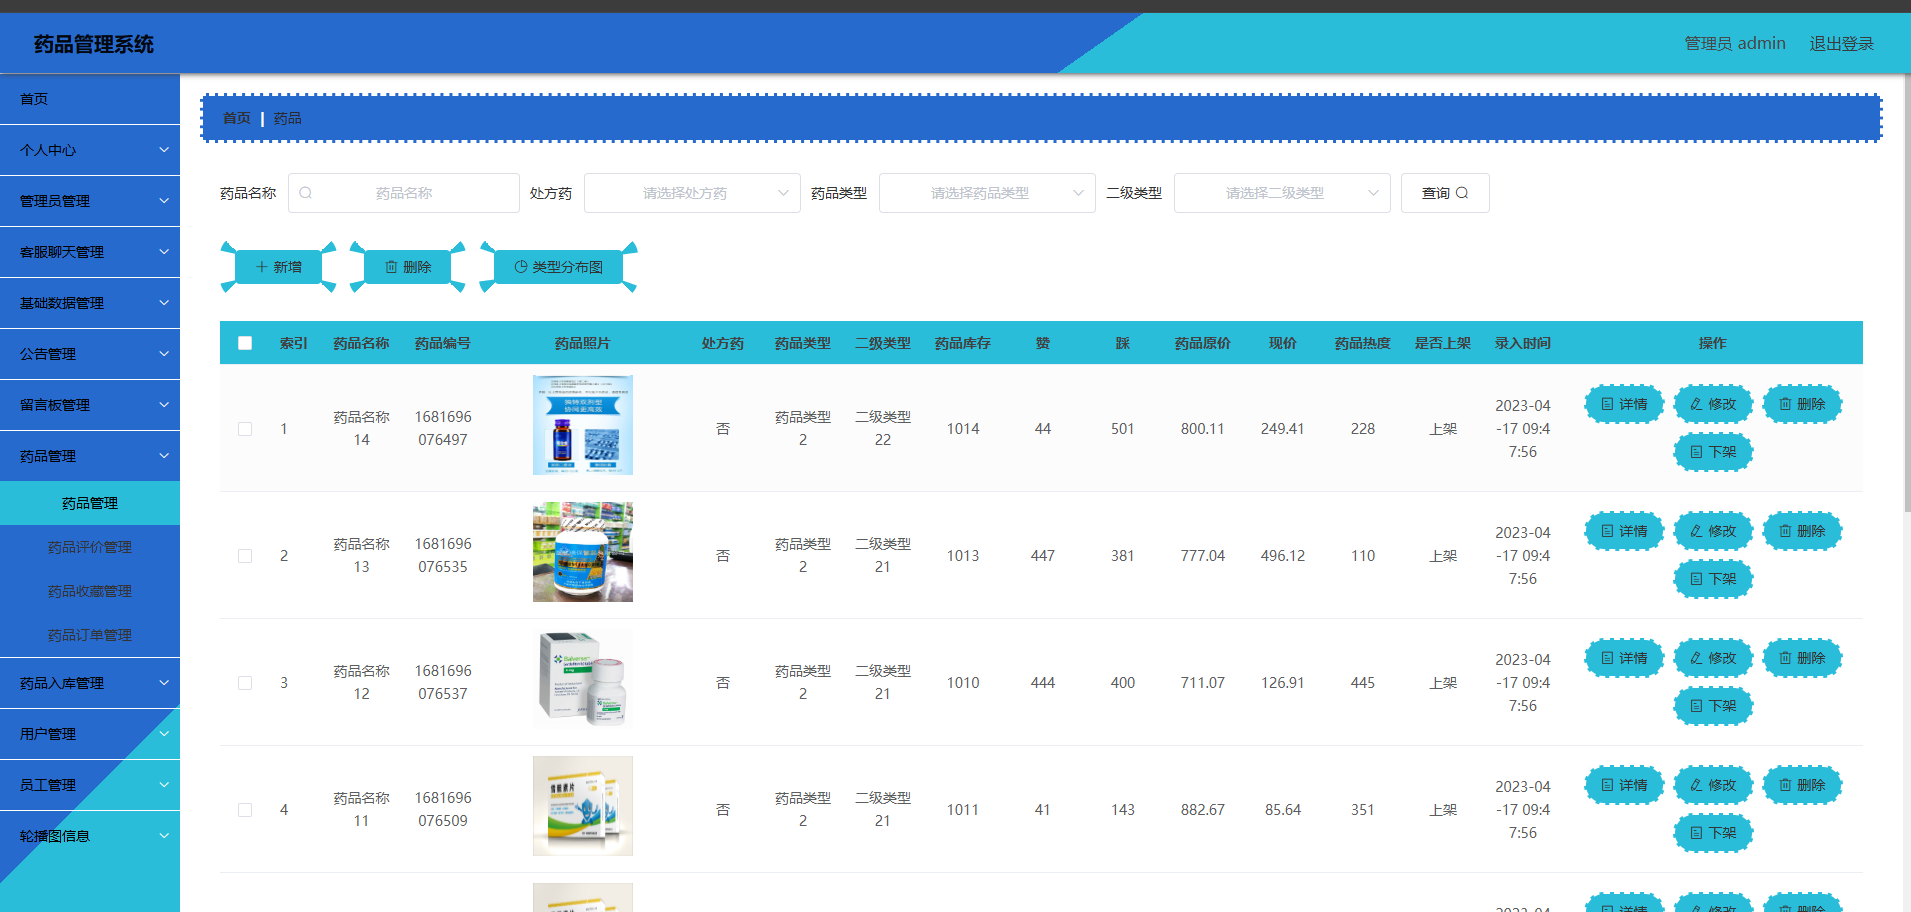 药品管理系统
管理员 admin 退出登录
首页
个人中心
管理员管理
客服聊天管理
基础数据管理
公告管理
留言板管理
药品管理
药品管理
药品评价管理
药品收藏管理
药品订单管理
药品入库管理
用户管理
员工管理
轮播图信息
首页 | 药品
药品名称 药品名称 处方药 请选择处方药 药品类型 请选择药品类型 二级类型 请选择二级类型 查询
新增 删除 类型分布图
索引 药品名称 药品编号 药品照片 处方药 药品类型 二级类型 药品库存 赞 踩 药品原价 现价 药品热度 是否上架 录入时间 操作
1 药品名称14 1681696076497 否 药品类型2 二级类型22 1014 44 501 800.11 249.41 228 上架 2023-04-17 09:47:56 详情 修改 删除 下架
2 药品名称13 1681696076535 否 药品类型2 二级类型21 1013 447 381 777.04 496.12 110 上架 2023-04-17 09:47:56 详情 修改 删除 下架
3 药品名称12 1681696076537 否 药品类型2 二级类型21 1010 444 400 711.07 126.91 445 上架 2023-04-17 09:47:56 详情 修改 删除 下架
4 药品名称11 1681696076509 否 药品类型2 二级类型21 1011 41 143 882.67 85.64 351 上架 2023-04-17 09:47:56 详情 修改 删除 下架
2023-04 详情 修改 删除